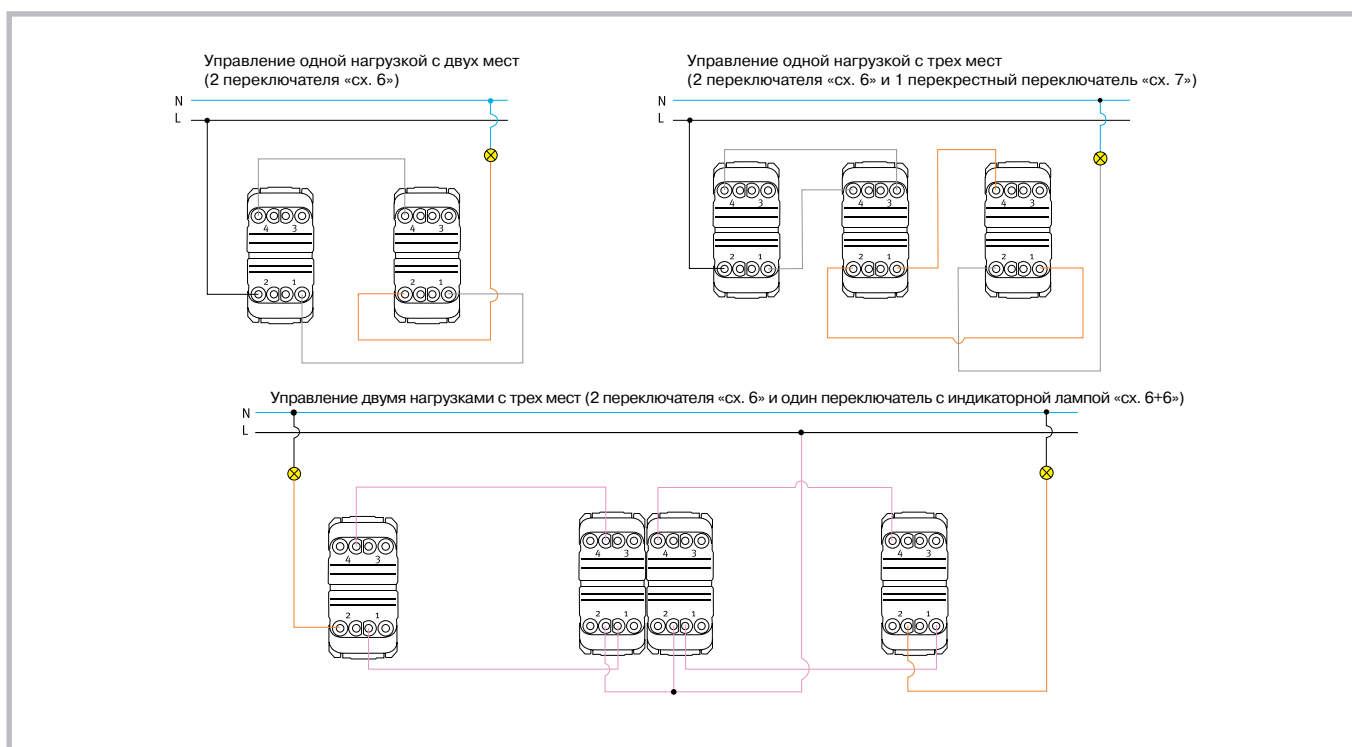 Управление одной нагрузкой с двух мест
(2 переключателя «сх. 6»)
N
L
4 3
4 3
2 1
2 1
Управление одной нагрузкой с трех мест
(2 переключателя «сх. 6» и 1 перекрестный переключатель «сх. 7»)
N
L
4 3
4 3
4 3
2 1
2 1
2 1
Управление двумя нагрузками с трех мест (2 переключателя «сх. 6» и один переключатель с индикаторной лампой «сх. 6+6»)
N
L
4 3
4 3
4 3
4 3
2 1
2 1
2 1
2 1